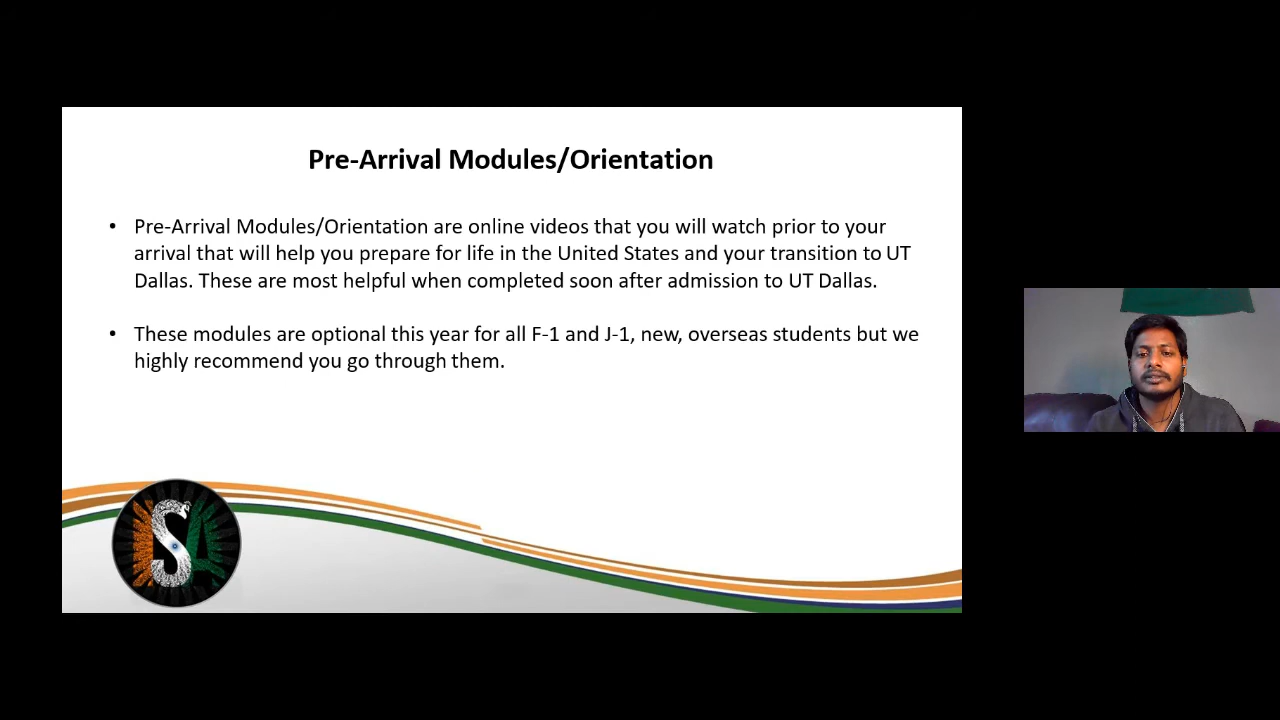 Pre-Arrival Modules/Orientation
• Pre-Arrival Modules/Orientation are online videos that you will watch prior to your
arrival that will help you prepare for life in the United States and your transition to UT
Dallas. These are most helpful when completed soon after admission to UT Dallas.
• These modules are optional this year for all F-1 and J-1, new, overseas students but we
highly recommend you go through them.
ISA